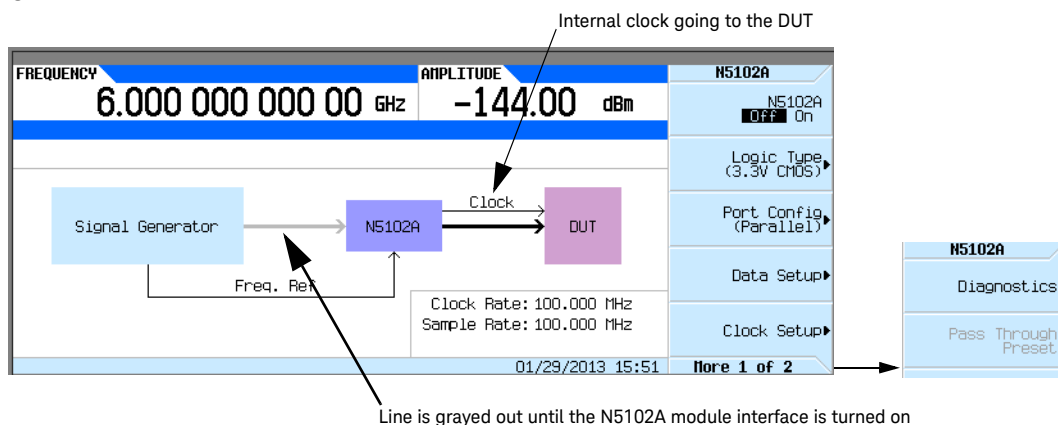 Internal clock going to the DUT
FREQUENCY
6.000 000 000 00 GHz
AMPLITUDE
-144.00 dBm
N5102A
N5102A
Off On
Logic Type
(3.3V CMOS)
Port Config
(Parallel)
Data Setup
Clock Setup
More 1 of 2
Signal Generator
N5102A
Clock
DUT
Freq. Ref
Clock Rate: 100.000 MHz
Sample Rate: 100.000 MHz
01/29/2013 15:51
N5102A
Diagnostics
Pass Through
Preset
Line is grayed out until the N5102A module interface is turned on